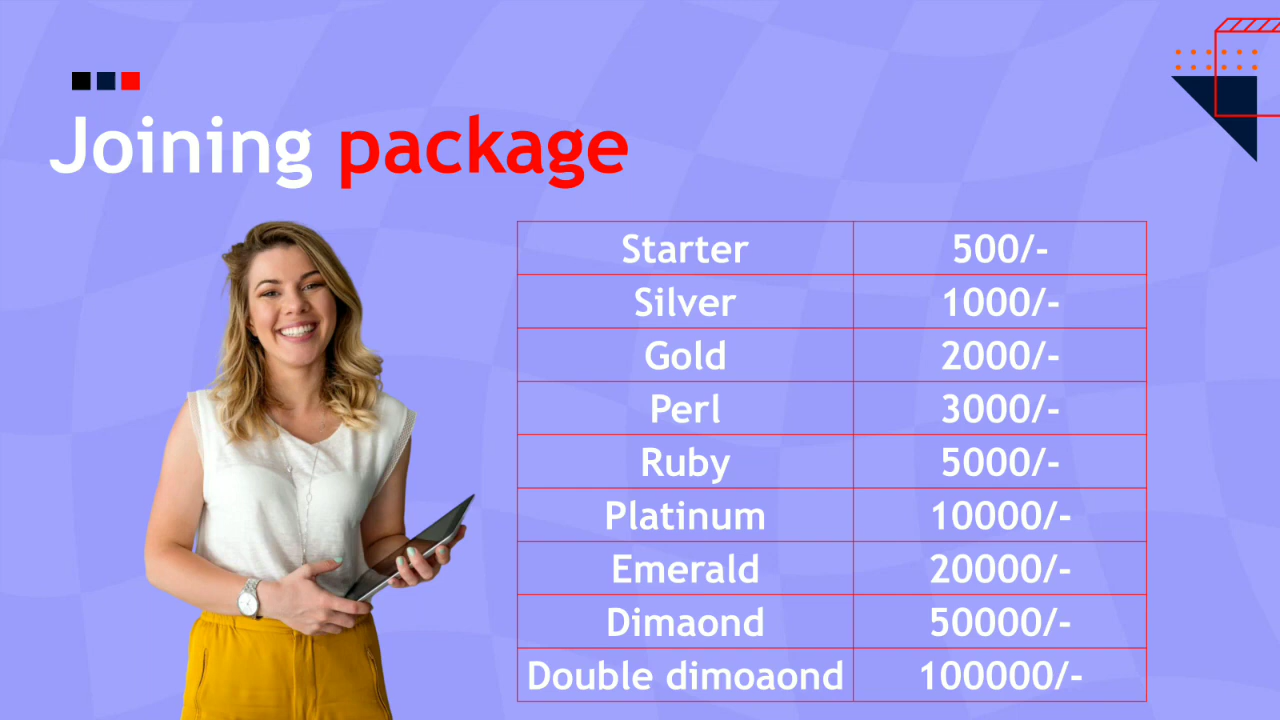 Joining package
Starter 500/-
Silver 1000/-
Gold 2000/-
Perl 3000/-
Ruby 5000/-
Platinum 10000/-
Emerald 20000/-
Dimaond 50000/-
Double dimoaond 100000/-